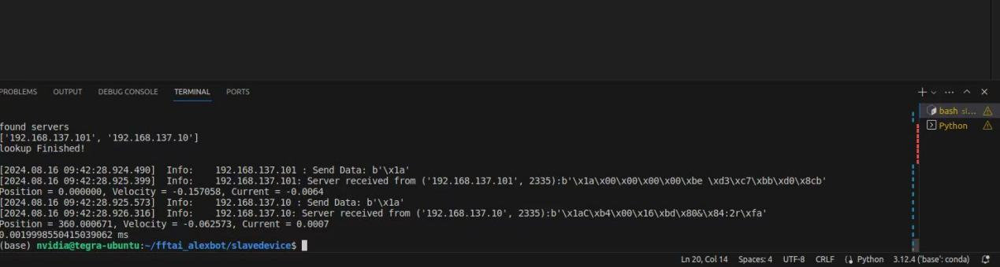 PROBLEMS OUTPUT DEBUG CONSOLE TERMINAL PORTS
found servers
['192.168.137.101', '192.168.137.10']
lookup Finished!
[2024.08.16 09:42:28.924.490] Info: 192.168.137.101 : Send Data: b'\x1a'
[2024.08.16 09:42:28.925.399] Info: 192.168.137.101: Server received from ('192.168.137.101', 2335):b'\x1a\x00\x00\x00\x00\xbe \xd3\xc7\xbb\xd0\x8cb'
Position = 0.000000, Velocity = -0.157058, Current = -0.0064
[2024.08.16 09:42:28.925.573] Info: 192.168.137.10 : Send Data: b'\x1a'
[2024.08.16 09:42:28.926.316] Info: 192.168.137.10: Server received from ('192.168.137.10', 2335):b'\x1aC\xb4\x00\x16\xbd\x80&\x84:2r\xfa'
Position = 360.000671, Velocity = -0.062573, Current = 0.0007
0.0019998550415039062 ms
(base) nvidia@tegra-ubuntu:~/fftai_alexbot/slavedevice$
bash sl...
Python
Ln 20, Col 14 Spaces: 4 UTF-8 CRLF Python 3.12.4 ('base': conda)